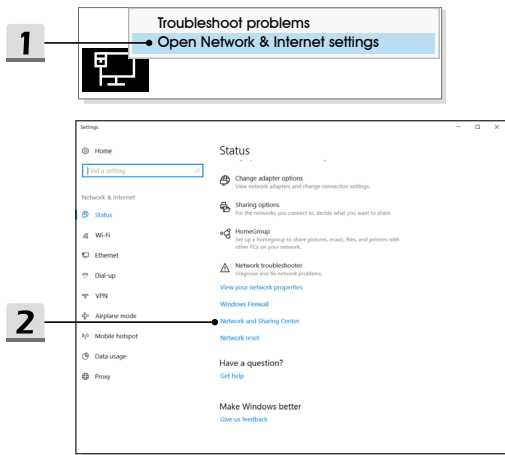 Troubleshoot problems
1
Open Network & Internet settings
Settings
Home
Find a setting
Network & Internet
Status
Wi-Fi
Ethernet
Dial-up
VPN
Airplane mode
Mobile hotspot
Data usage
Proxy
Status
Change adapter options
View network adapters and change connection settings.
Sharing options
For the networks you connect to, decide what you want to share.
HomeGroup
Set up a homegroup to share pictures, music, files, and printers with
other PCs on your network.
Network troubleshooter
Diagnose and fix network problems.
View your network properties
Windows Firewall
2
Network and Sharing Center
Network reset
Have a question?
Get help
Make Windows better
Give us feedback